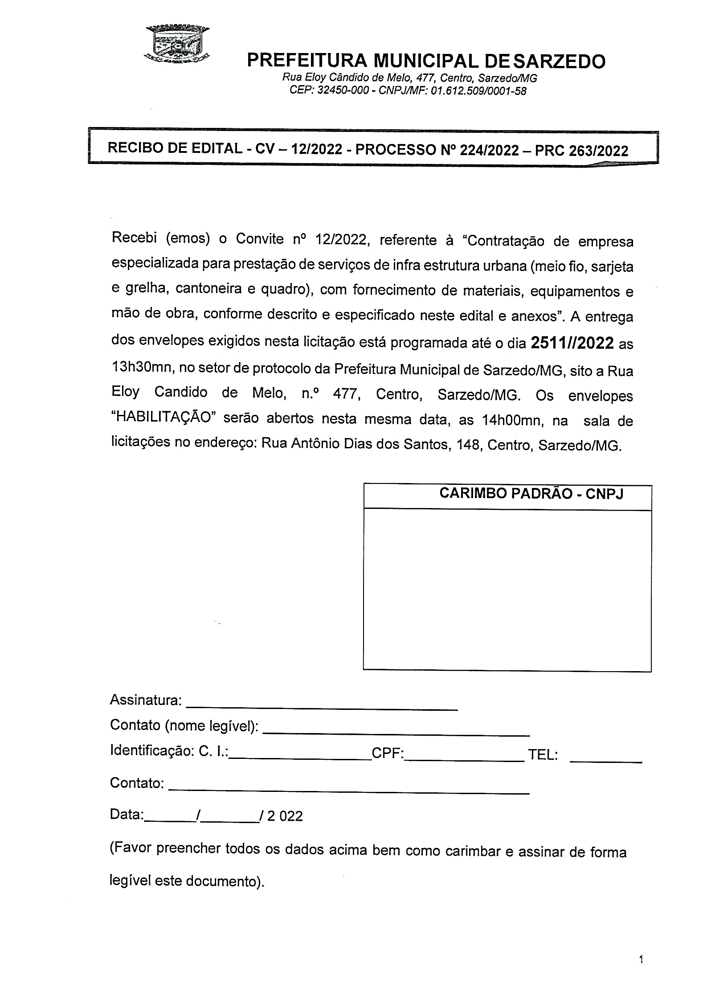 PREFEITURA MUNICIPAL DE SARZEDO
Rua Eloy Cândido de Melo, 477, Centro, Sarzedo/MG
CEP: 32450-000 - CNPJ/MF: 01.612.509/0001-58
RECIBO DE EDITAL - CV – 12/2022 - PROCESSO Nº 224/2022 – PRC 263/2022
Recebi (emos) o Convite nº 12/2022, referente à “Contratação de empresa
especializada para prestação de serviços de infra estrutura urbana (meio fio, sarjeta
e grelha, cantoneira e quadro), com fornecimento de materiais, equipamentos e
mão de obra, conforme descrito e especificado neste edital e anexos”. A entrega
dos envelopes exigidos nesta licitação está programada até o dia 2511//2022 as
13h30mn, no setor de protocolo da Prefeitura Municipal de Sarzedo/MG, sito a Rua
Eloy Candido de Melo, n.º 477, Centro, Sarzedo/MG. Os envelopes
“HABILITAÇÃO” serão abertos nesta mesma data, as 14h00mn, na sala de
licitações no endereço: Rua Antônio Dias dos Santos, 148, Centro, Sarzedo/MG.
CARIMBO PADRÃO - CNPJ
Assinatura: ____________________
Contato (nome legível): ____________________
Identificação: C. I.:____________CPF:____________TEL: ________
Contato: ____________________
Data:______/______/ 2 022
(Favor preencher todos os dados acima bem como carimbar e assinar de forma
legível este documento).
1